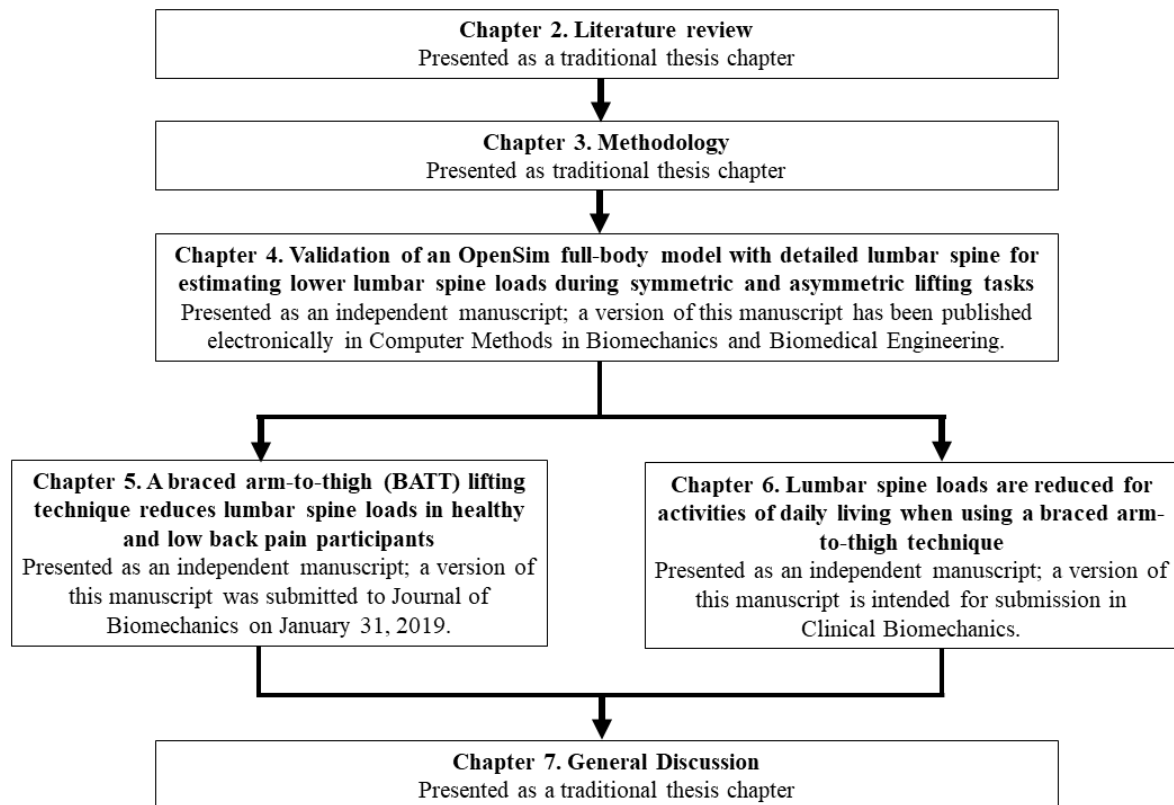 Chapter 2. Literature review
Presented as a traditional thesis chapter
Chapter 3. Methodology
Presented as traditional thesis chapter
Chapter 4. Validation of an OpenSim full-body model with detailed lumbar spine for
estimating lower lumbar spine loads during symmetric and asymmetric lifting tasks
Presented as an independent manuscript; a version of this manuscript has been published
electronically in Computer Methods in Biomechanics and Biomedical Engineering.
Chapter 5. A braced arm-to-thigh (BATT) lifting
technique reduces lumbar spine loads in healthy
and low back pain participants
Presented as an independent manuscript; a version of
this manuscript was submitted to Journal of
Biomechanics on January 31, 2019.
Chapter 6. Lumbar spine loads are reduced for
activities of daily living when using a braced arm-
to-thigh technique
Presented as an independent manuscript; a version of
this manuscript is intended for submission in
Clinical Biomechanics.
Chapter 7. General Discussion
Presented as a traditional thesis chapter